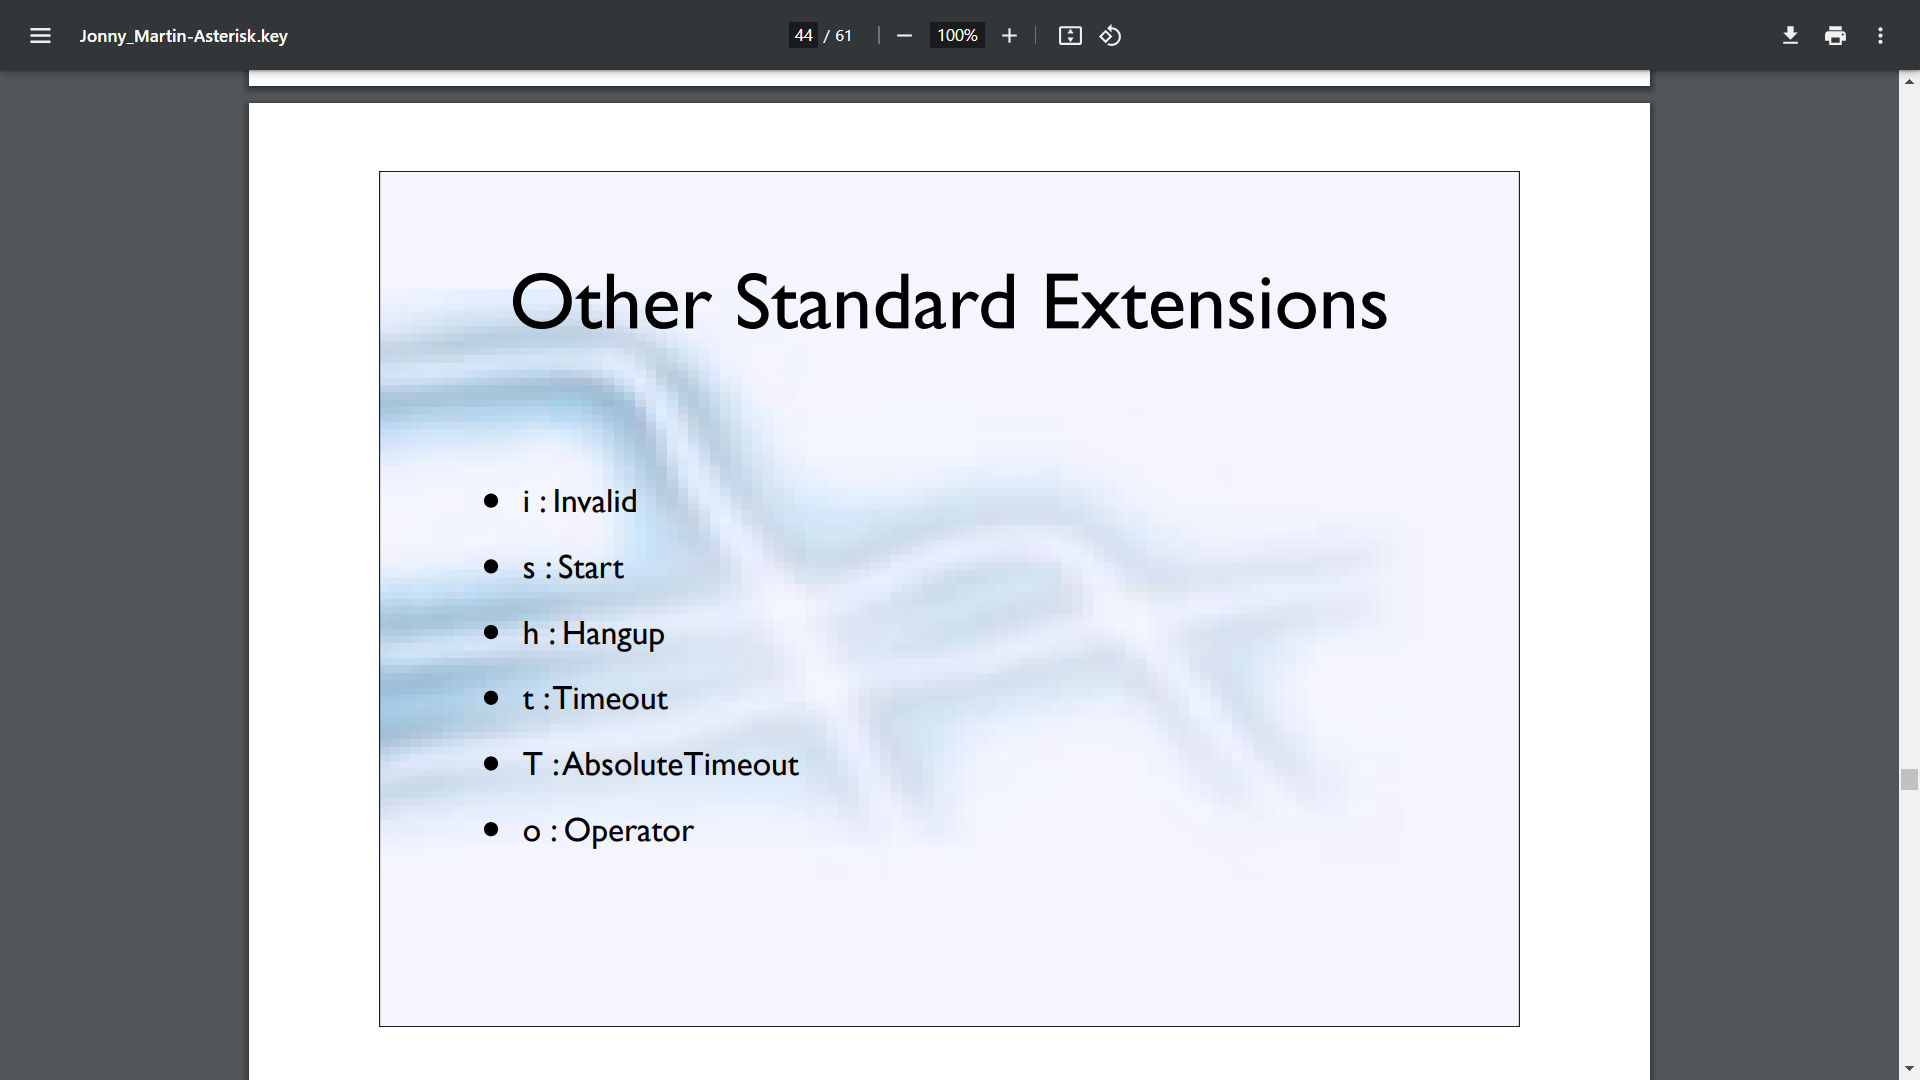 Jonny_Martin-Asterisk.key
44 / 61
100%
Other Standard Extensions
• i : Invalid
• s : Start
• h : Hangup
• t : Timeout
• T : AbsoluteTimeout
• o : Operator